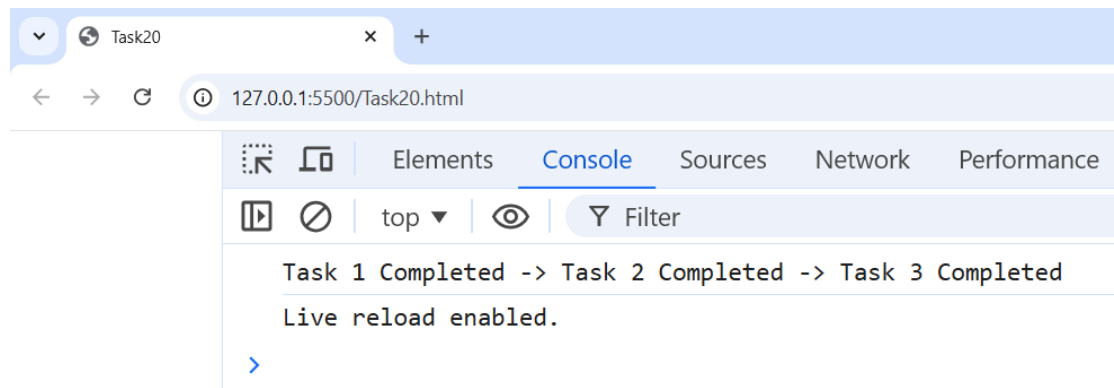 Task20
127.0.0.1:5500/Task20.html
Elements Console Sources Network Performance
top Filter
Task 1 Completed -> Task 2 Completed -> Task 3 Completed
Live reload enabled.